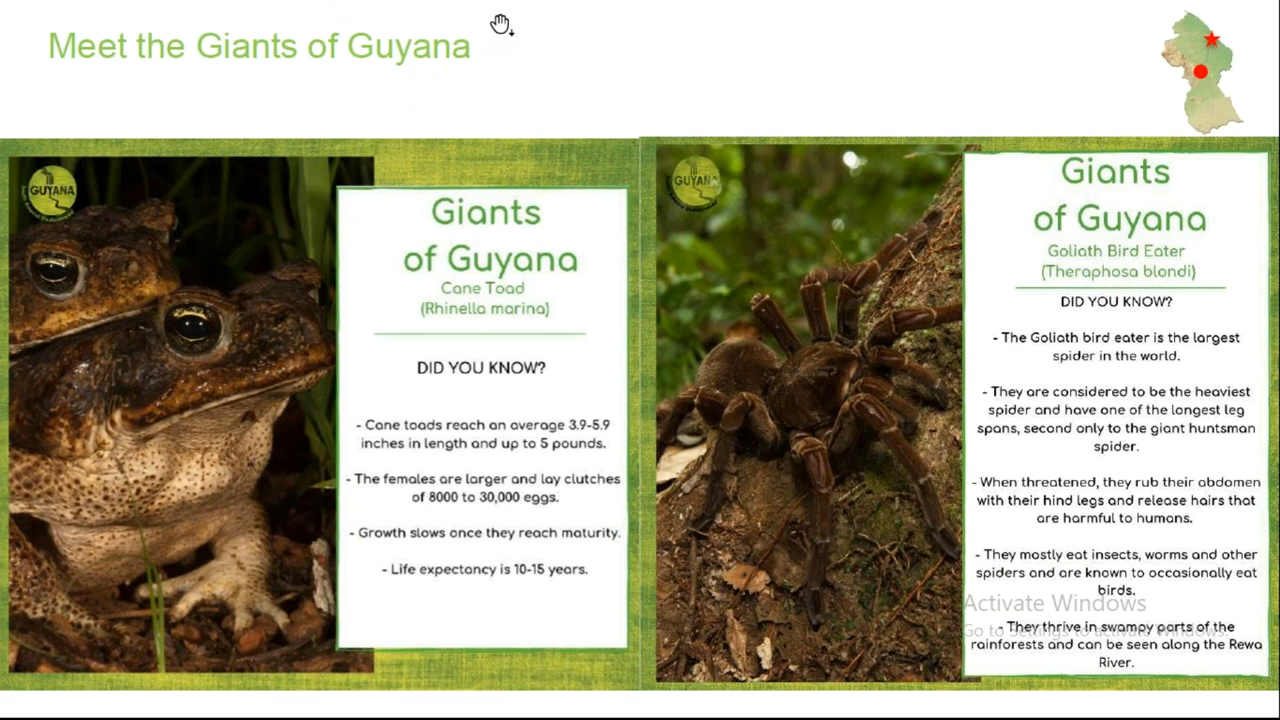 Meet the Giants of Guyana
GUYANA
Giants
of Guyana
Cane Toad
(Rhinella marina)
DID YOU KNOW?
- Cane toads reach an average 3.9-5.9
inches in length and up to 5 pounds.
- The females are larger and lay clutches
of 8000 to 30,000 eggs.
- Growth slows once they reach maturity.
- Life expectancy is 10-15 years.
GUYANA
Giants
of Guyana
Goliath Bird Eater
(Theraphosa blondi)
DID YOU KNOW?
- The Goliath bird eater is the largest
spider in the world.
- They are considered to be the heaviest
spider and have one of the longest leg
spans, second only to the giant huntsman
spider.
- When threatened, they rub their abdomen
with their hind legs and release hairs that
are harmful to humans.
- They mostly eat insects, worms and other
spiders and are known to occasionally eat
birds.
Activate Windows
Go to Settings to activate Windows.
- They thrive in swampy parts of the
rainforests and can be seen along the Rewa
River.